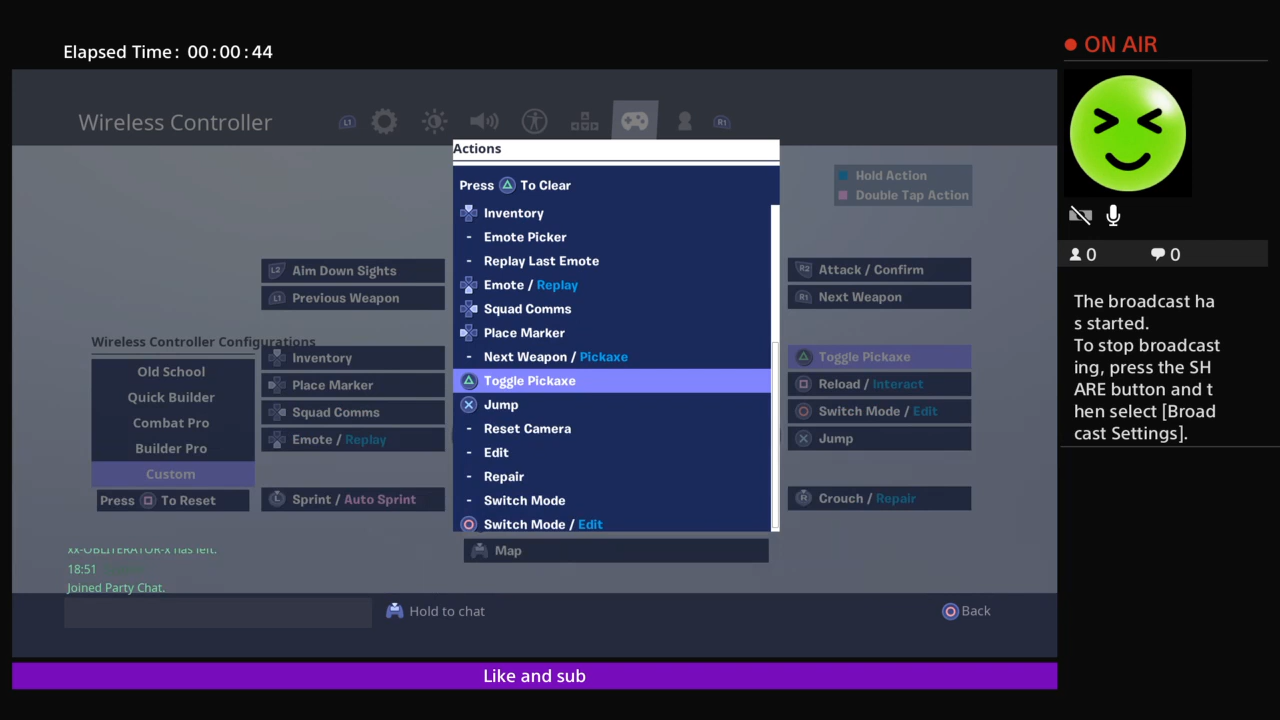 Elapsed Time: 00:00:44
ON AIR
Wireless Controller
L1
R1
Actions
Press To Clear
Inventory
- Emote Picker
- Replay Last Emote
Emote / Replay
Squad Comms
Place Marker
- Next Weapon / Pickaxe
Toggle Pickaxe
Jump
- Reset Camera
- Edit
- Repair
- Switch Mode
Switch Mode / Edit
Map
Hold Action
Double Tap Action
L2 Aim Down Sights
L1 Previous Weapon
R2 Attack / Confirm
R1 Next Weapon
Wireless Controller Configurations
Old School
Quick Builder
Combat Pro
Builder Pro
Custom
Press To Reset
Inventory
Place Marker
Squad Comms
Emote / Replay
L Sprint / Auto Sprint
Toggle Pickaxe
Reload / Interact
Switch Mode / Edit
Jump
R Crouch / Repair
XX-OBLITERATOR-X has left.
18:51
Joined Party Chat.
Hold to chat
Back
Like and sub
0
0
The broadcast ha
s started.
To stop broadcast
ing, press the SH
ARE button and t
hen select [Broad
cast Settings].